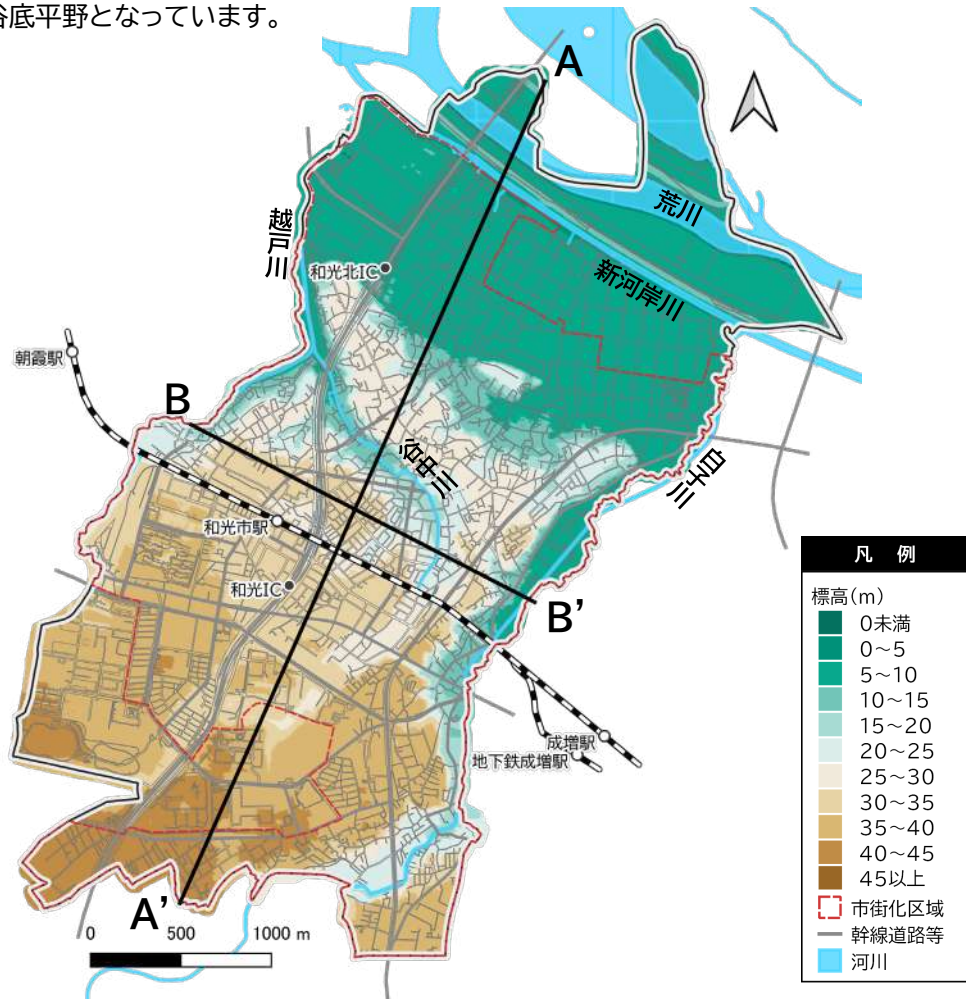 谷底平野となっています。
A
荒川
越戸川
和光北IC
新河岸川
朝霞駅
B
谷中川
白子川
和光市駅
和光IC
B'
成増駅
地下鉄成増駅
A'
0 500 1000 m
凡 例
標高(m)
0未満
0~5
5~10
10~15
15~20
20~25
25~30
30~35
35~40
40~45
45以上
市街化区域
幹線道路等
河川